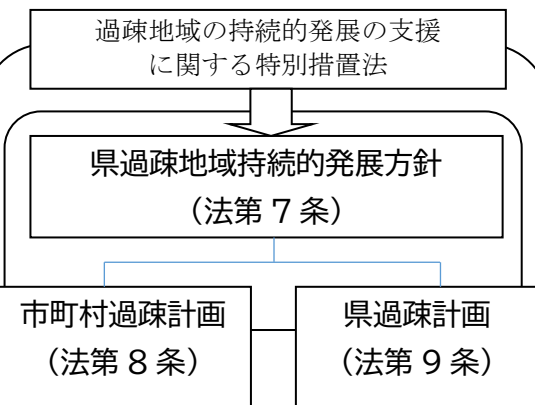 過疎地域の持続的発展の支援
に関する特別措置法
県過疎地域持続的発展方針
（法第７条）
市町村過疎計画
（法第８条）
県過疎計画
（法第９条）